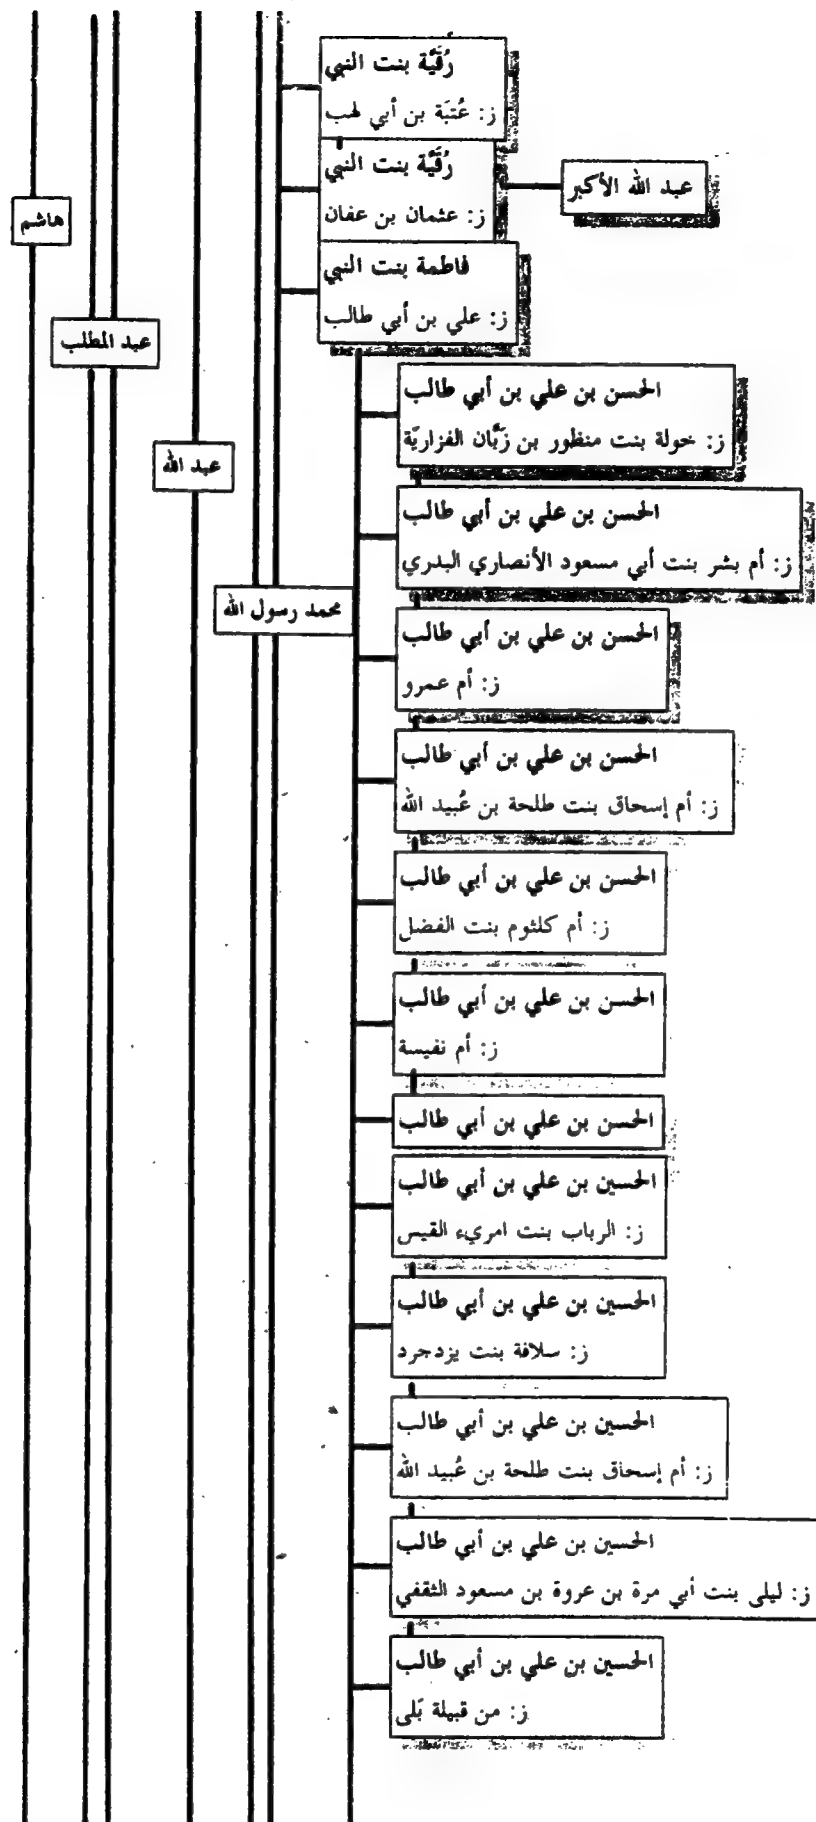 رُقَيَّة بنت النبي
ز: عُتبَة بن أبي لهب
رُقَيَّة بنت النبي
ز: عثمان بن عفان
عبد الله الأكبر
هاشم
فاطمة بنت النبي
ز: علي بن أبي طالب
عبد المطلب
الحسن بن علي بن أبي طالب
ز: خولة بنت منظور بن زَبَّان الفزاريّة
عبد الله
الحسن بن علي بن أبي طالب
ز: أم بشر بنت أبي مسعود الأنصاري البدري
محمد رسول الله
الحسن بن علي بن أبي طالب
ز: أم عمرو
الحسن بن علي بن أبي طالب
ز: أم إسحاق بنت طلحة بن عُبيد الله
الحسن بن علي بن أبي طالب
ز: أم كلثوم بنت الفضل
الحسن بن علي بن أبي طالب
ز: أم نفيسة
الحسن بن علي بن أبي طالب
الحسين بن علي بن أبي طالب
ز: الرباب بنت امريء القيس
الحسين بن علي بن أبي طالب
ز: سلافة بنت يزدجرد
الحسين بن علي بن أبي طالب
ز: أم إسحاق بنت طلحة بن عُبيد الله
الحسين بن علي بن أبي طالب
ز: ليلى بنت أبي مرة بن عروة بن مسعود الثقفي
الحسين بن علي بن أبي طالب
ز: من قبيلة بَلى